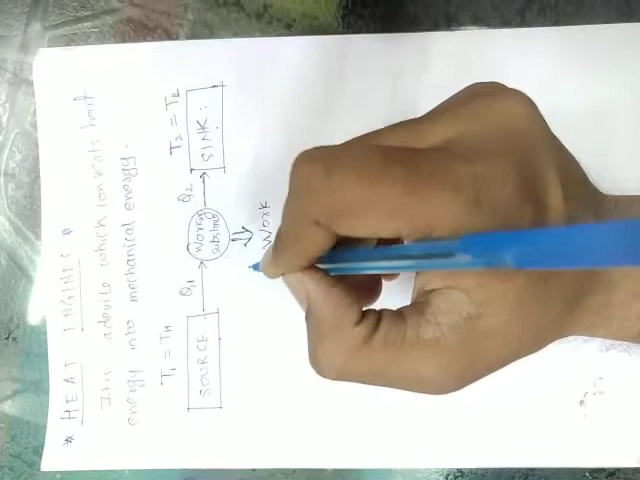 * HEAT ENGINES *
It is a device which converts heat
energy into mechanical energy.
T₁ = TH
T₂ = TL
SOURCE
Q₁
Working
substance
Q₂
SINK
Work